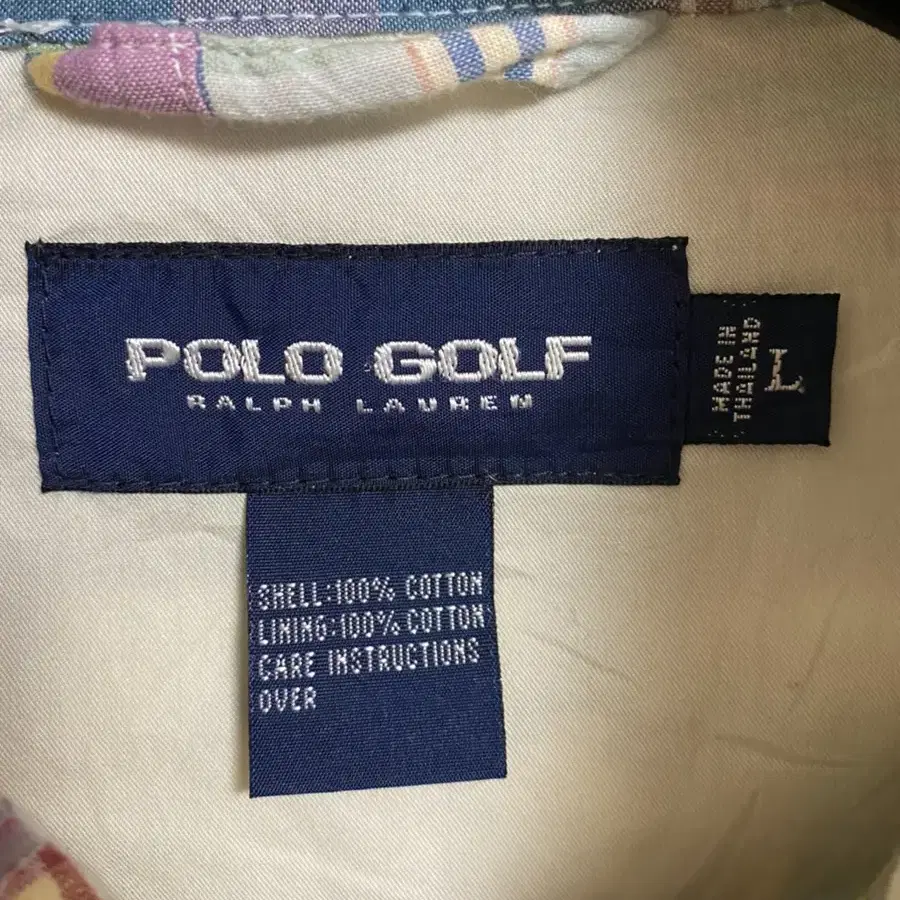 POLO GOLF
RALPH LAUREN
MADE IN
THAILAND
L
SHELL:100% COTTON
LINING:100% COTTON
CARE INSTRUCTIONS
OVER